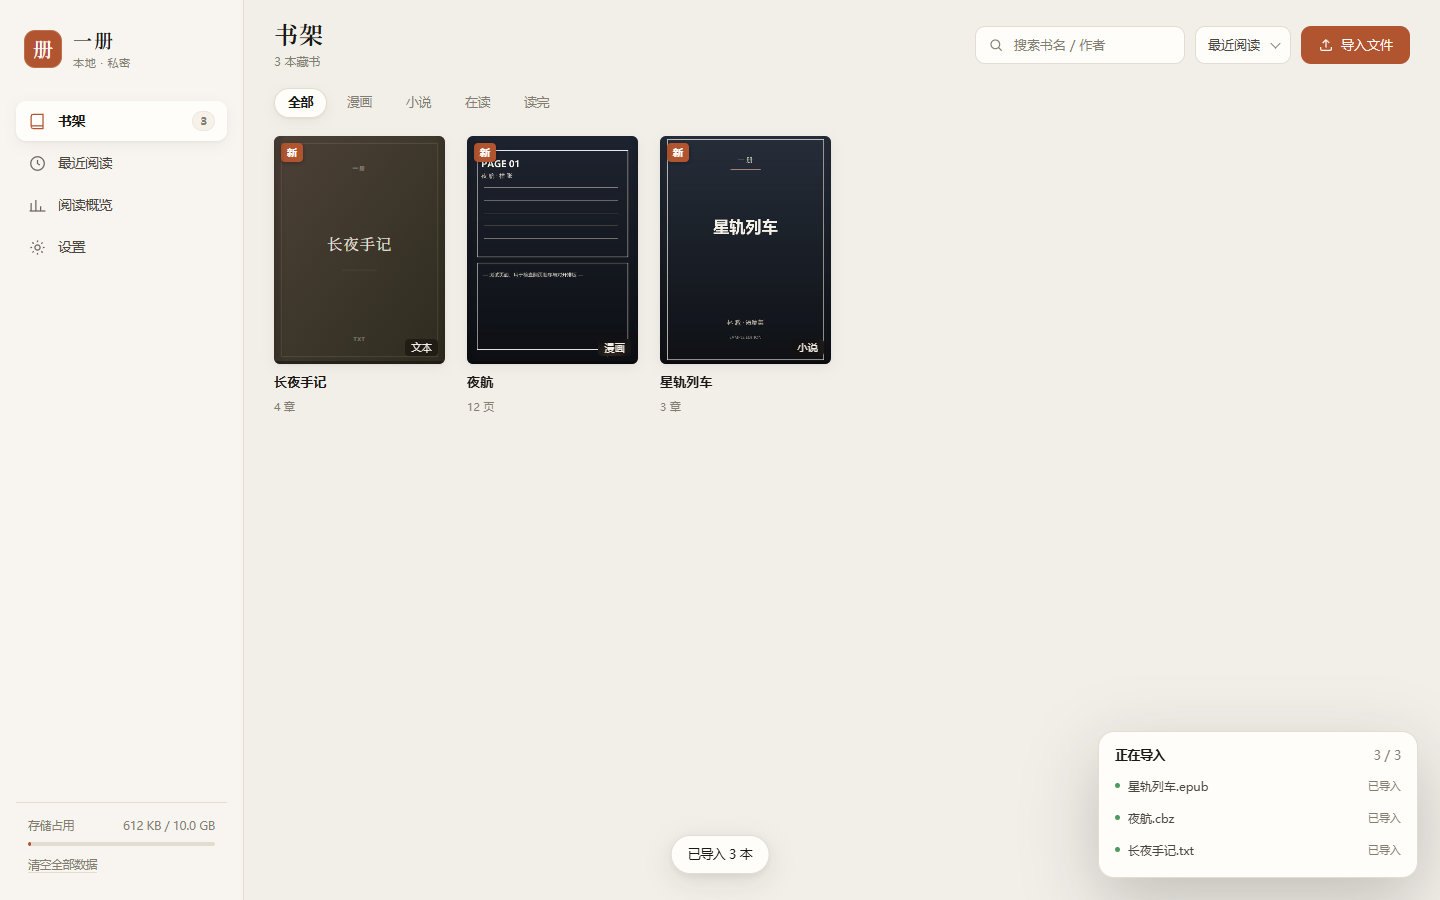 册
一册
本地 · 私密
书架
3
最近阅读
阅读概览
设置
存储占用
612 KB / 10.0 GB
清空全部数据
书架
3 本藏书
搜索书名 / 作者
最近阅读
导入文件
全部
漫画
小说
在读
读完
新
一册
长夜手记
TXT
文本
长夜手记
4 章
新
PAGE 01
夜航 · 样张
漫画
夜航
12 页
新
一册
星轨列车
小说
星轨列车
3 章
已导入 3 本
正在导入
3 / 3
星轨列车.epub
已导入
夜航.cbz
已导入
长夜手记.txt
已导入